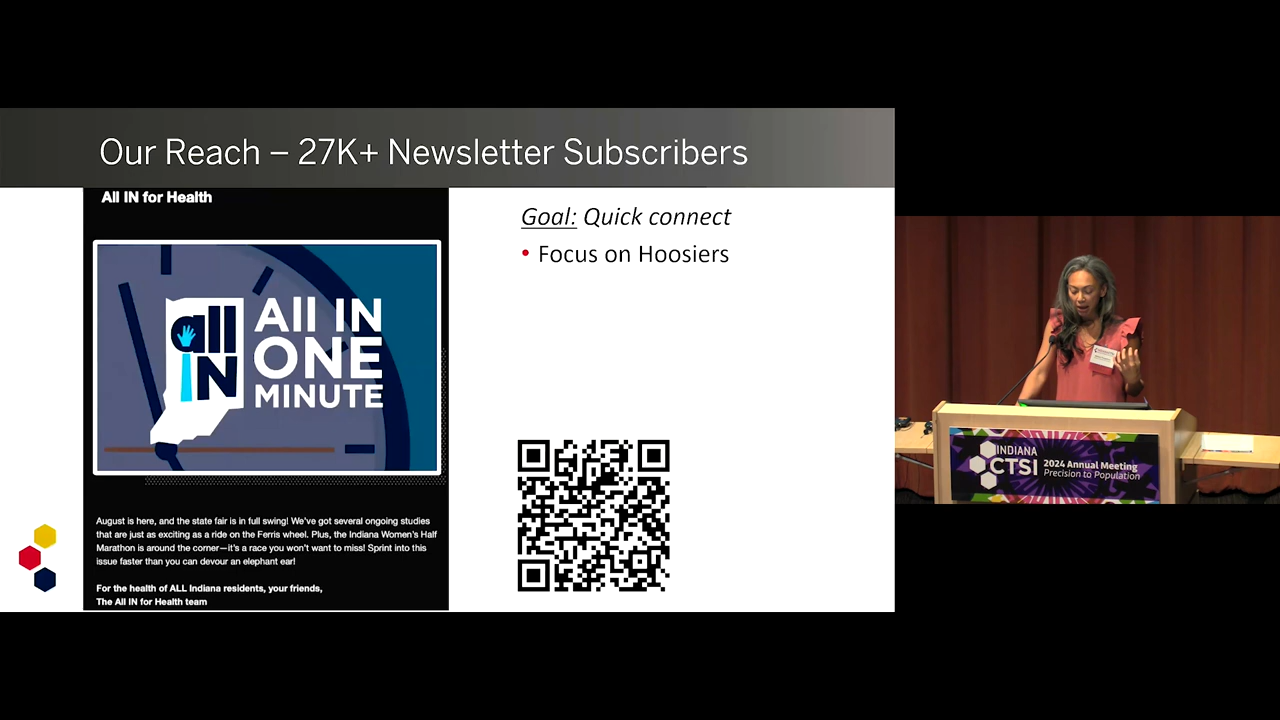 Our Reach – 27K+ Newsletter Subscribers
All IN for Health
all
IN
All IN
ONE
MINUTE
August is here, and the state fair is in full swing! We've got several ongoing studies
that are just as exciting as a ride on the Ferris wheel. Plus, the Indiana Women's Half
Marathon is around the corner—it's a race you won't want to miss! Sprint into this
issue faster than you can devour an elephant ear!
For the health of ALL Indiana residents, your friends,
The All IN for Health team
Goal: Quick connect
• Focus on Hoosiers
INDIANA
CTSI
2024 Annual Meeting
Precision to Population